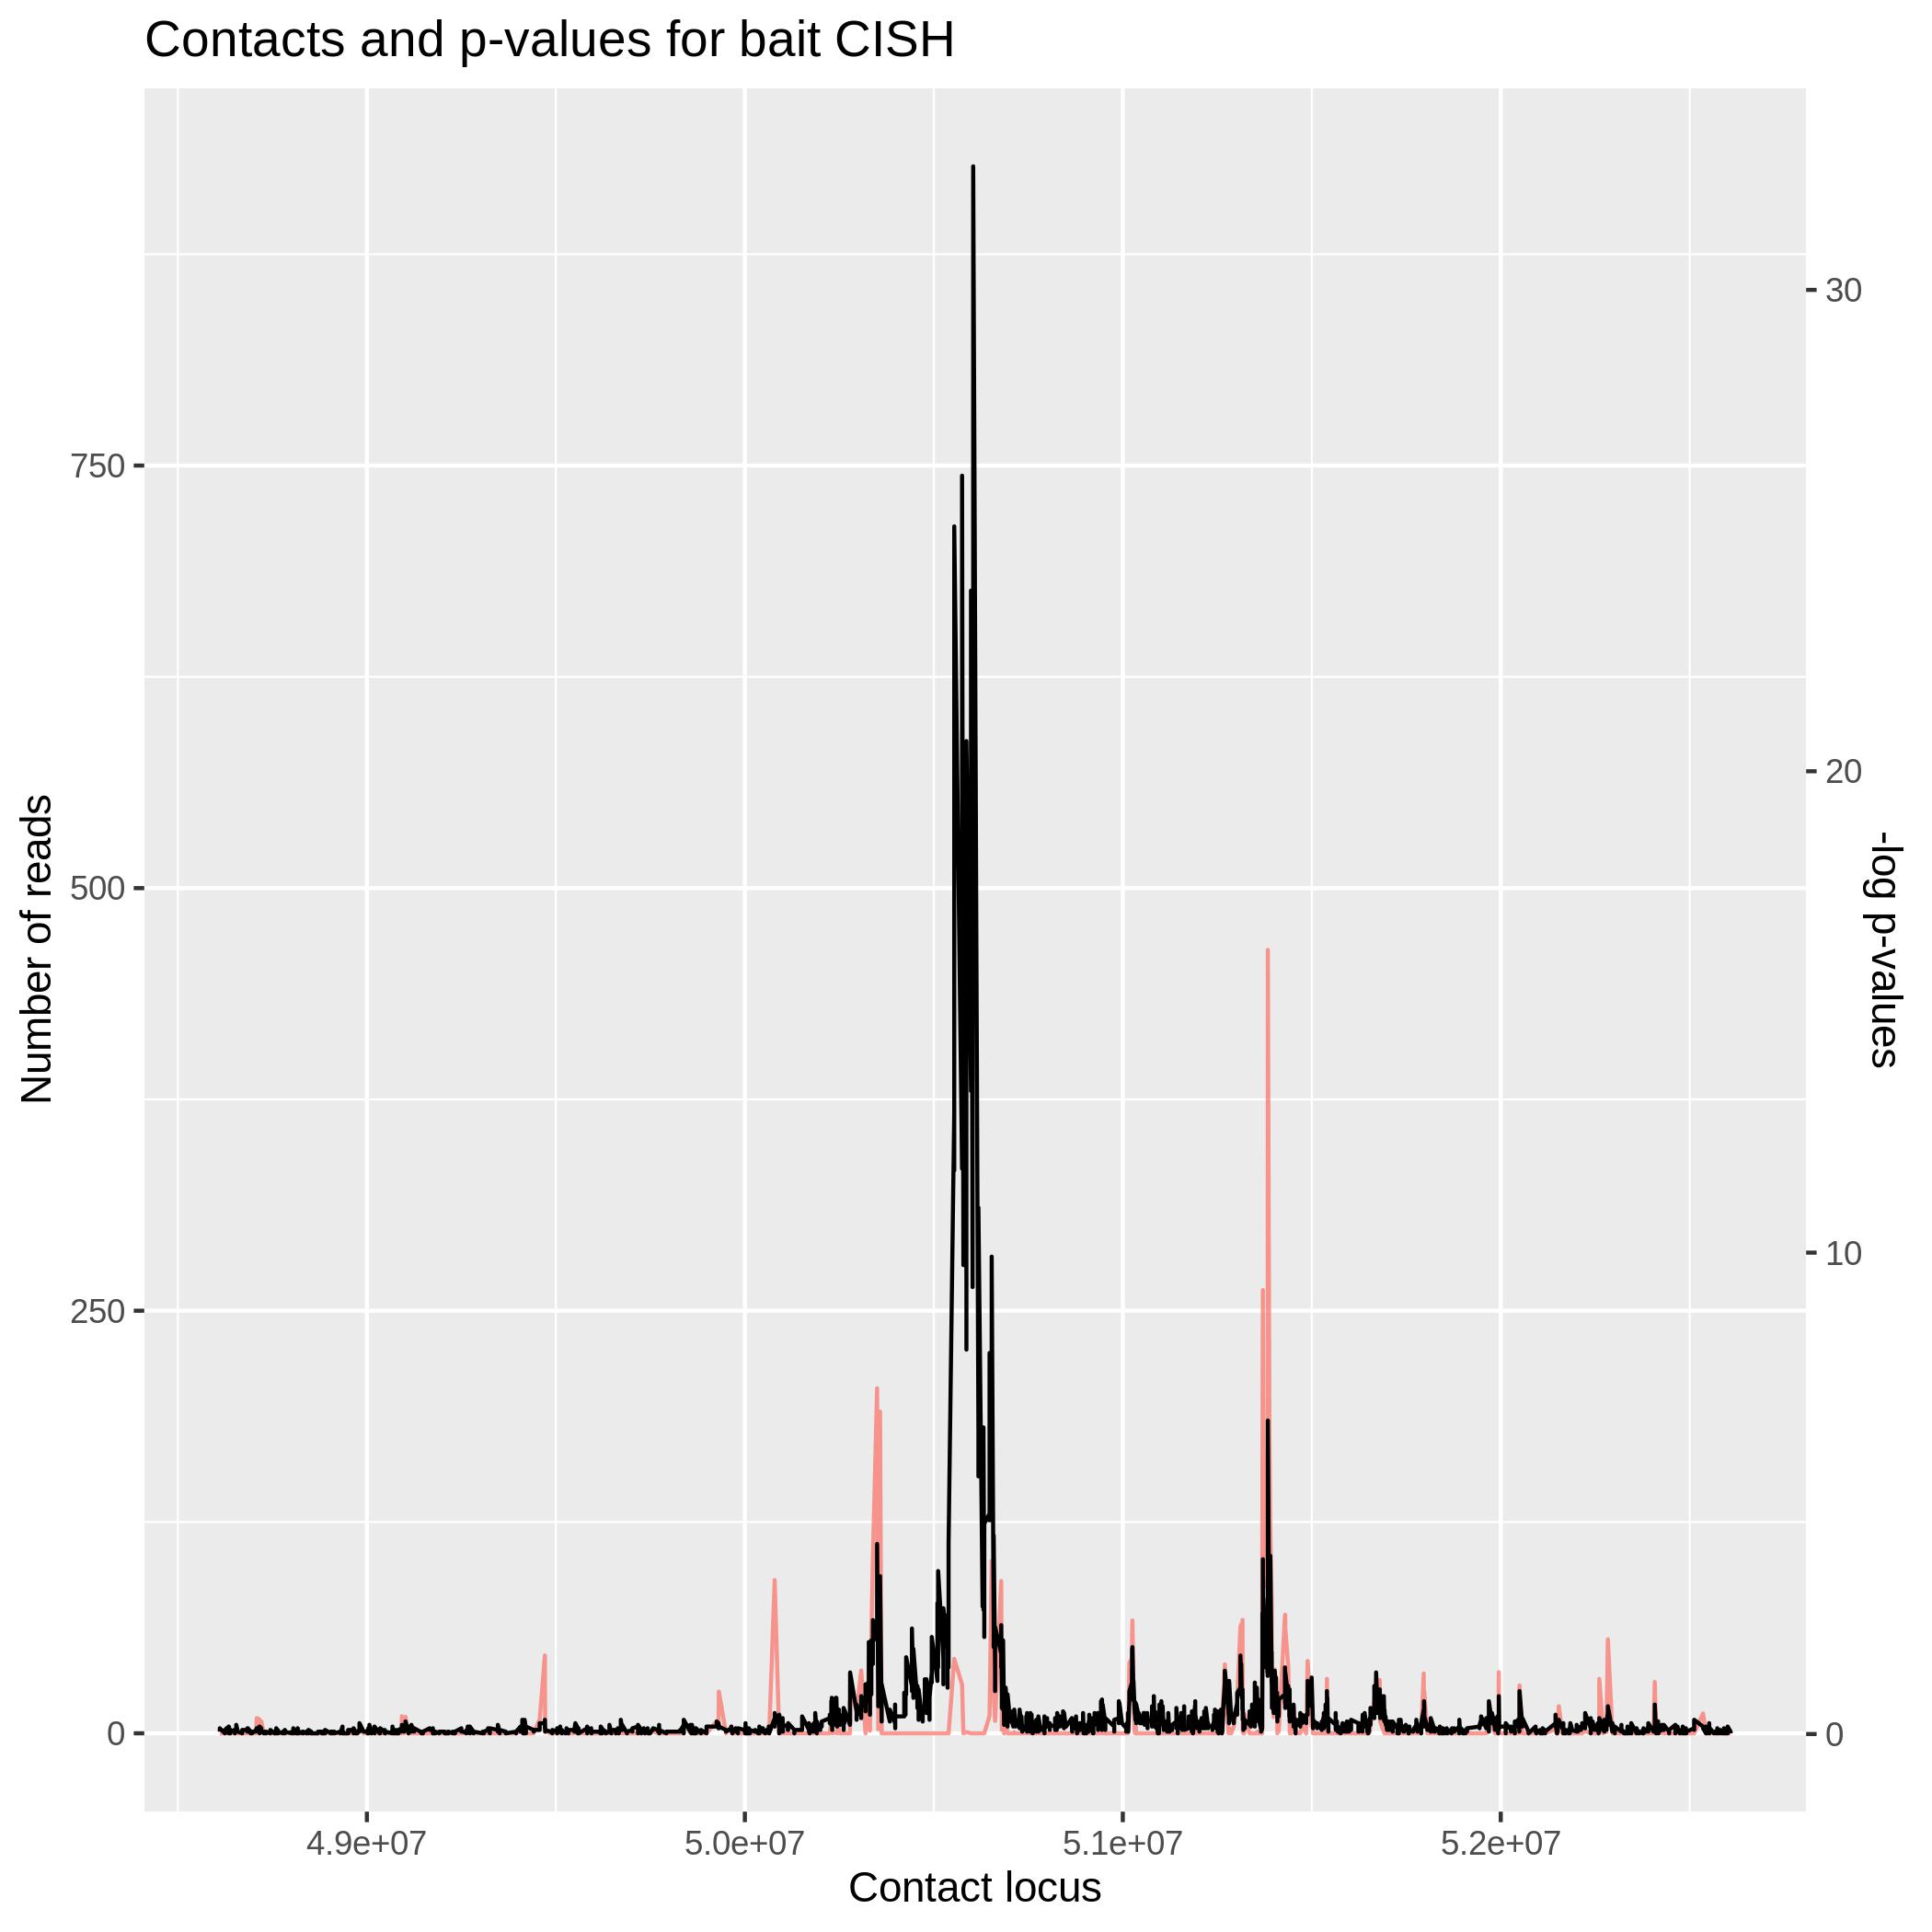 Contacts and p-values for bait CISH
Number of reads
750
500
250
0
30
20
10
0
-log p-values
4.9e+07 5.0e+07 5.1e+07 5.2e+07
Contact locus